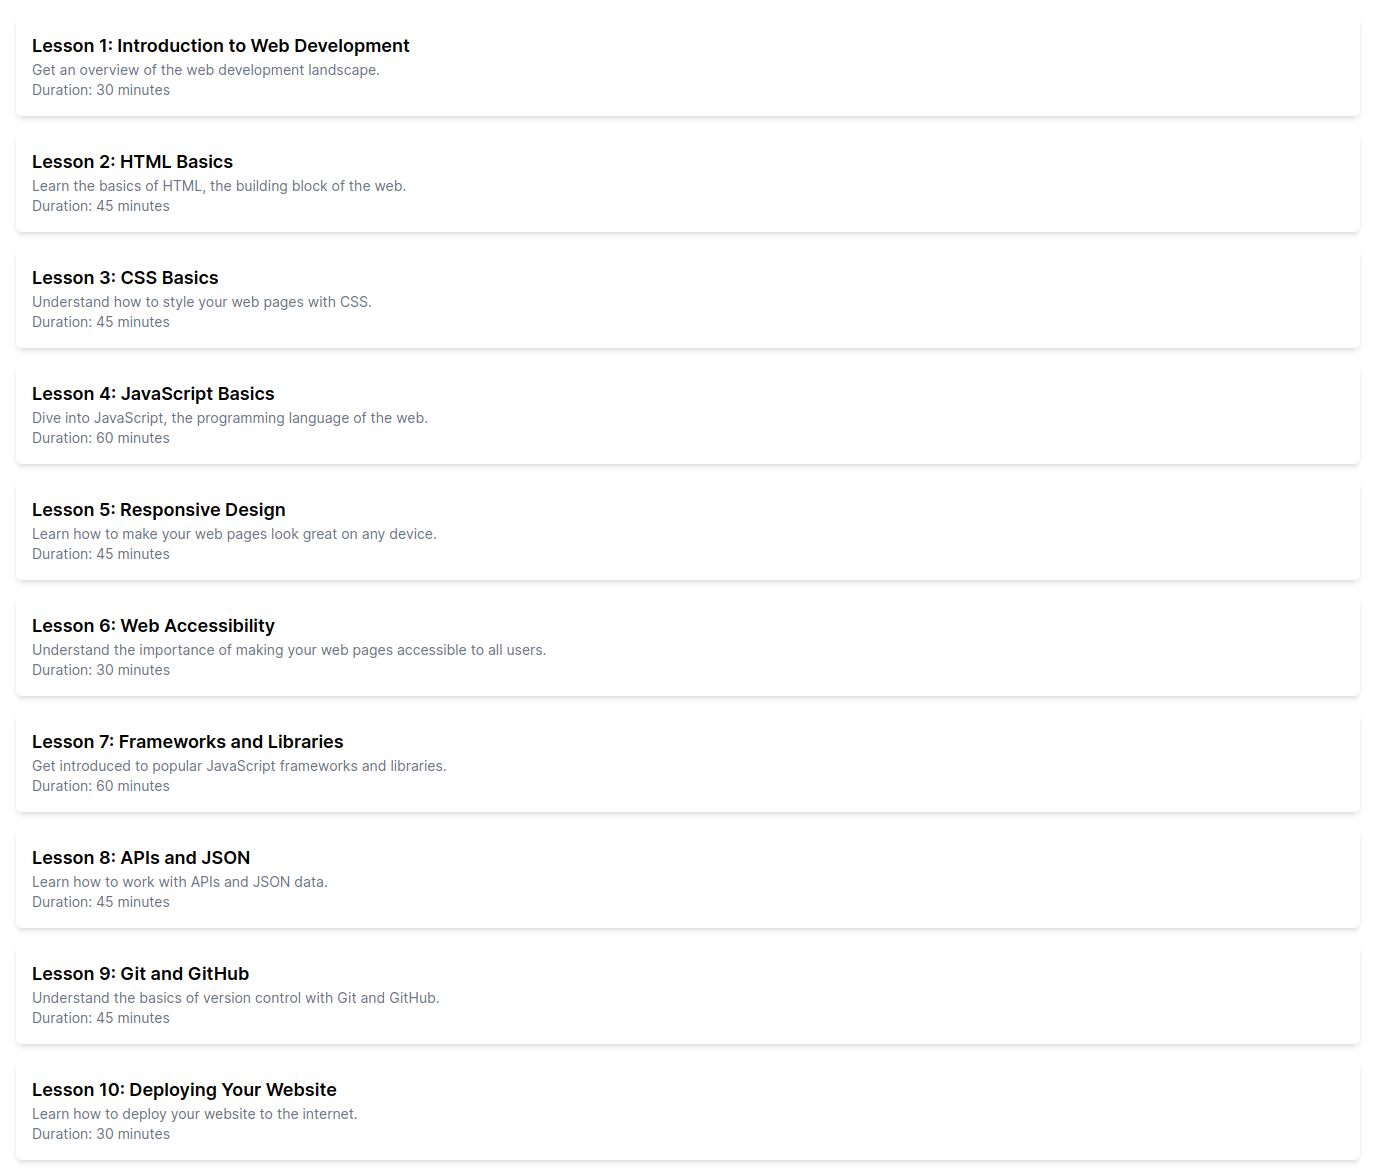 Lesson 1: Introduction to Web Development
Get an overview of the web development landscape.
Duration: 30 minutes
Lesson 2: HTML Basics
Learn the basics of HTML, the building block of the web.
Duration: 45 minutes
Lesson 3: CSS Basics
Understand how to style your web pages with CSS.
Duration: 45 minutes
Lesson 4: JavaScript Basics
Dive into JavaScript, the programming language of the web.
Duration: 60 minutes
Lesson 5: Responsive Design
Learn how to make your web pages look great on any device.
Duration: 45 minutes
Lesson 6: Web Accessibility
Understand the importance of making your web pages accessible to all users.
Duration: 30 minutes
Lesson 7: Frameworks and Libraries
Get introduced to popular JavaScript frameworks and libraries.
Duration: 60 minutes
Lesson 8: APIs and JSON
Learn how to work with APIs and JSON data.
Duration: 45 minutes
Lesson 9: Git and GitHub
Understand the basics of version control with Git and GitHub.
Duration: 45 minutes
Lesson 10: Deploying Your Website
Learn how to deploy your website to the internet.
Duration: 30 minutes